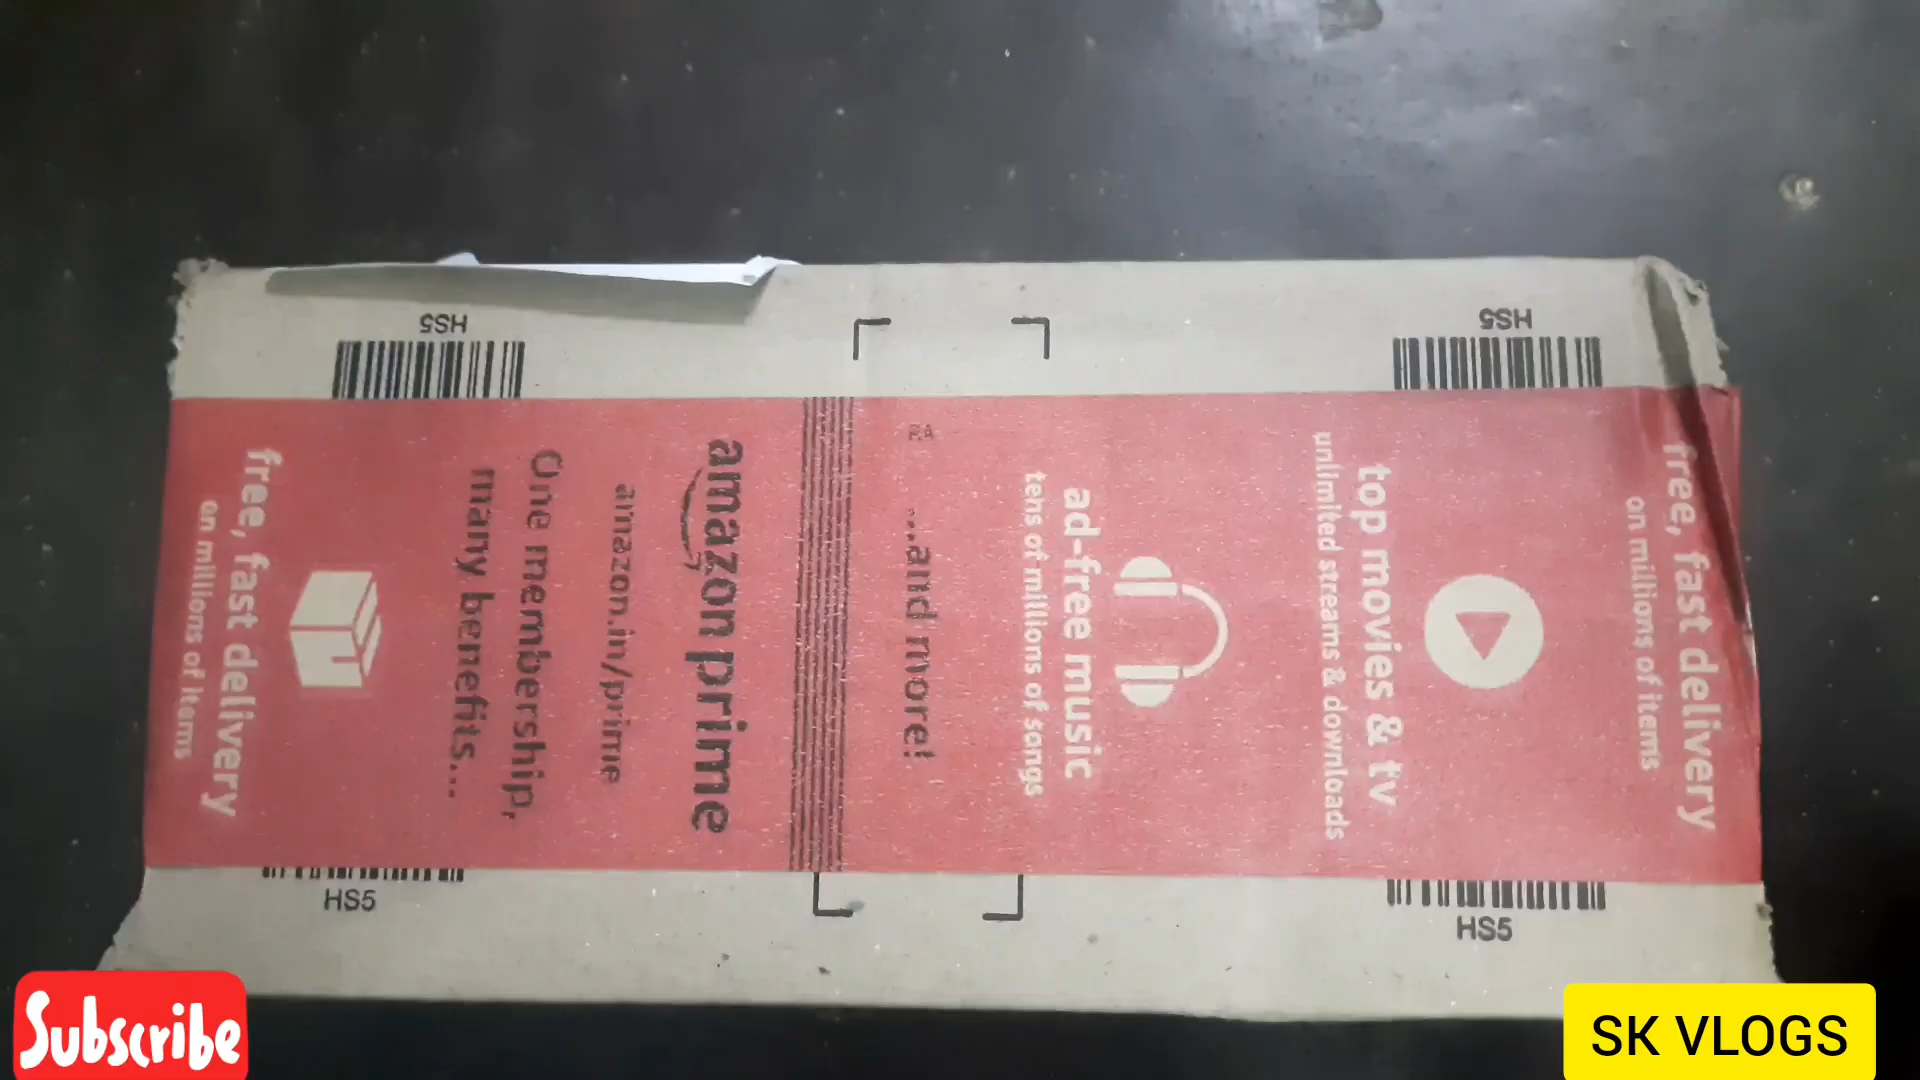 HS5
HS5
free, fast delivery
on millions of items
One membership,
many benefits...
amazon.in/prime
amazon prime
...and more!
ad-free music
tens of millions of songs
top movies & tv
unlimited streams & downloads
free, fast delivery
on millions of items
HS5
HS5
Subscribe
SK VLOGS